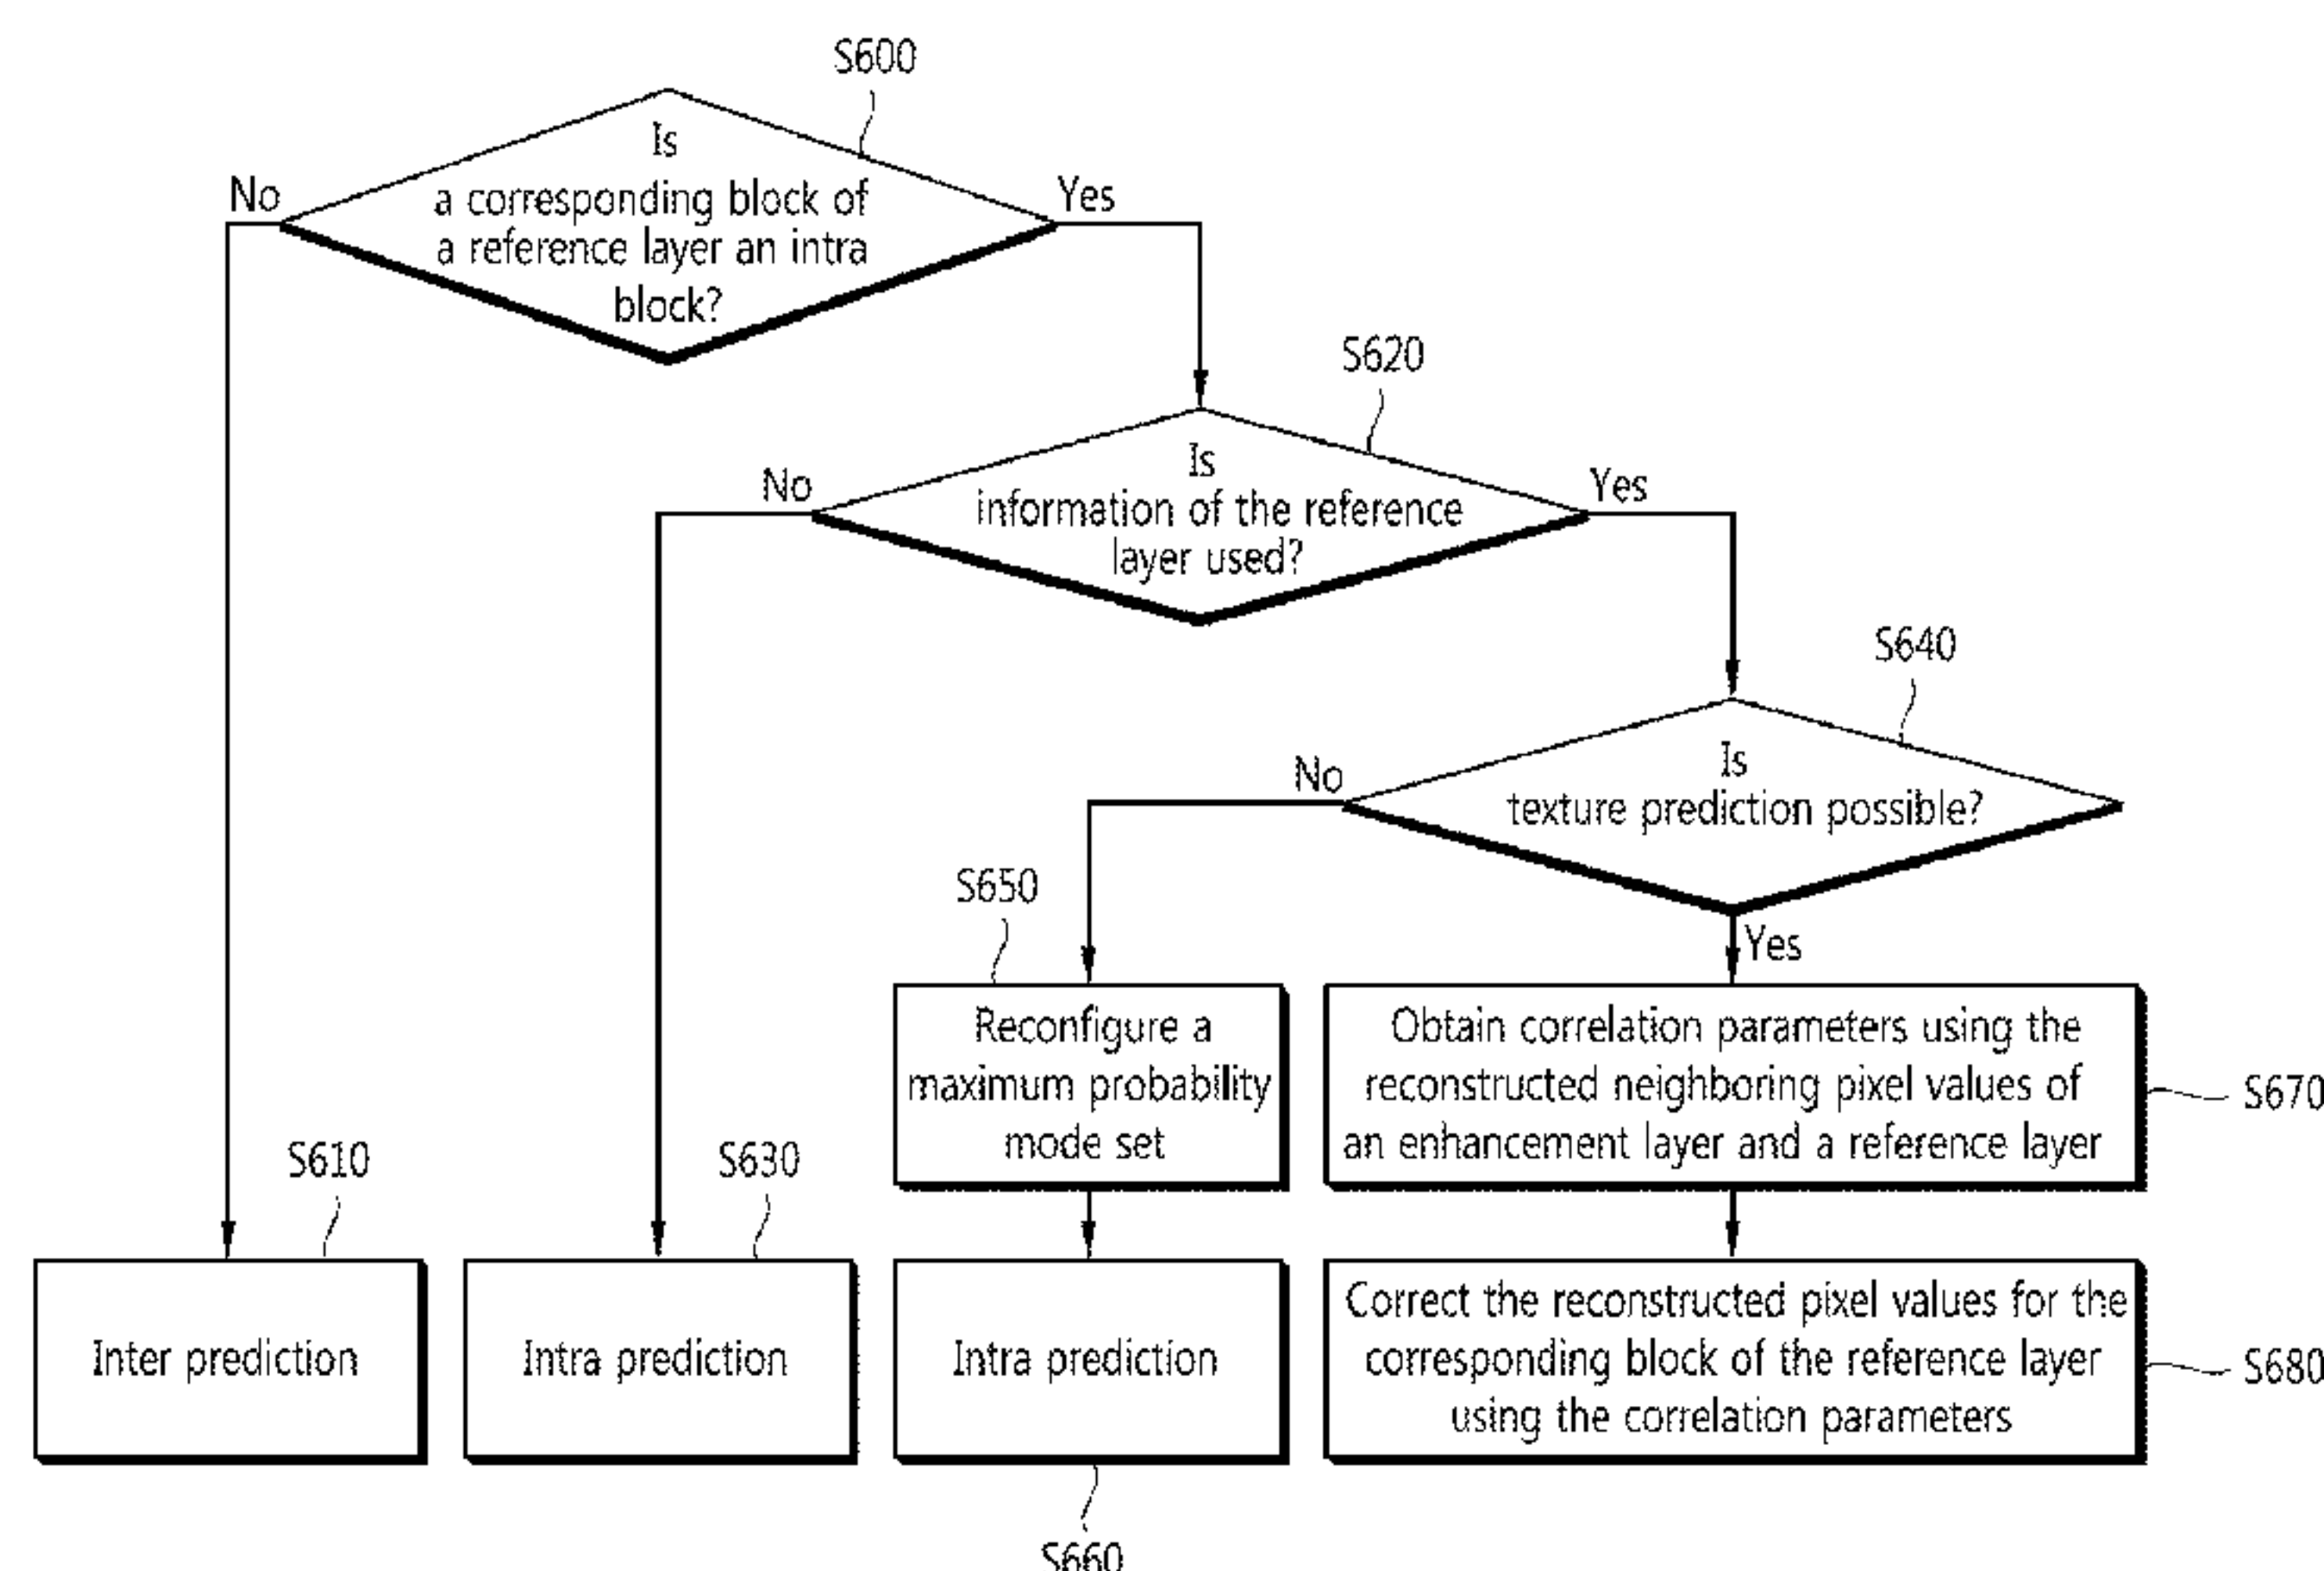 S600
Is
a corresponding block of
a reference layer an intra
block?
No
Yes
S620
Is
information of the reference
layer used?
No
Yes
S640
Is
texture prediction possible?
No
Yes
S650
Reconfigure a
maximum probability
mode set
Obtain correlation parameters using the
reconstructed neighboring pixel values of
an enhancement layer and a reference layer
S670
S610
Inter prediction
S630
Intra prediction
Intra prediction
S660
Correct the reconstructed pixel values for the
corresponding block of the reference layer
using the correlation parameters
S680